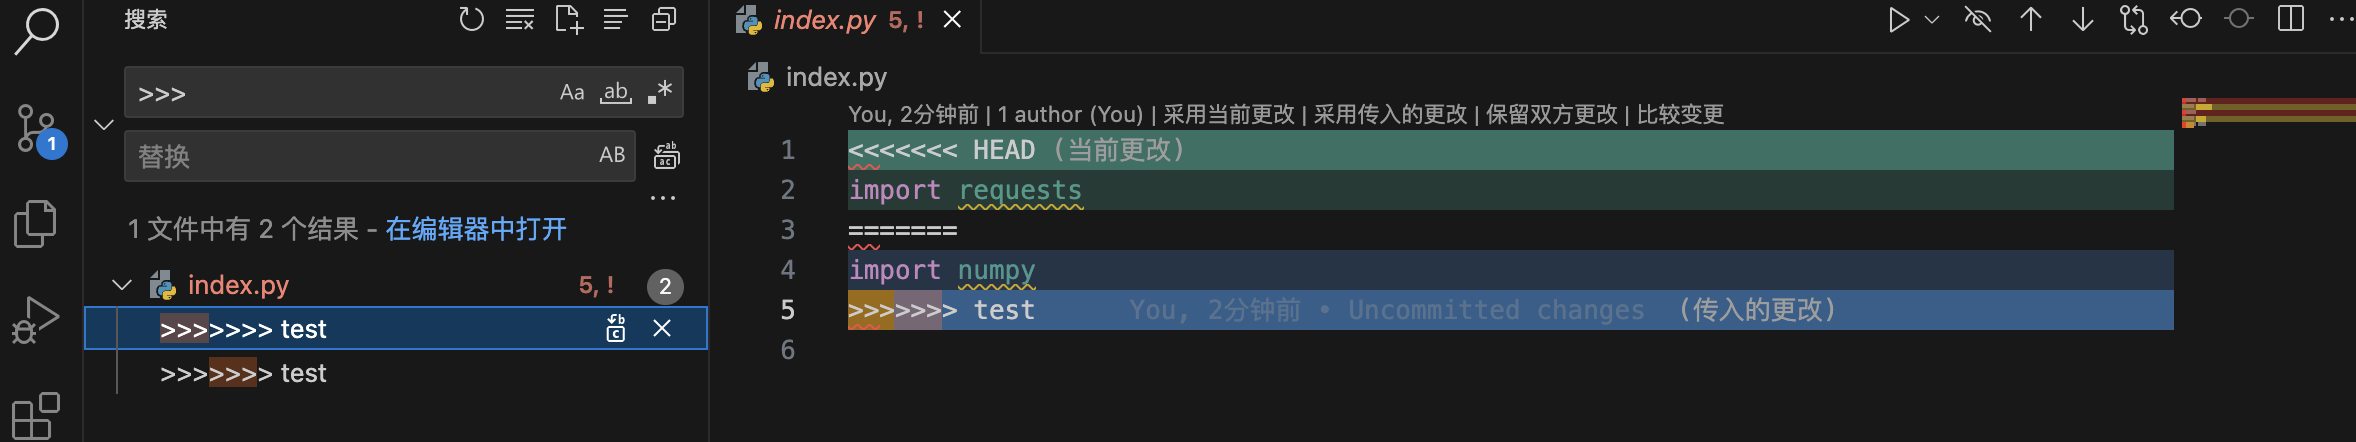 搜索
>>>
Aa
ab
替换
AB
1 文件中有 2 个结果 - 在编辑器中打开
index.py 5, ! 2
>>>>>>> test
>>>>>>> test
1
index.py 5, !
index.py
You, 2分钟前 | 1 author (You) | 采用当前更改 | 采用传入的更改 | 保留双方更改 | 比较变更
1 <<<<<<< HEAD (当前更改)
2 import requests
3 =======
4 import numpy
5 >>>>>>> test You, 2分钟前 • Uncommitted changes (传入的更改)
6